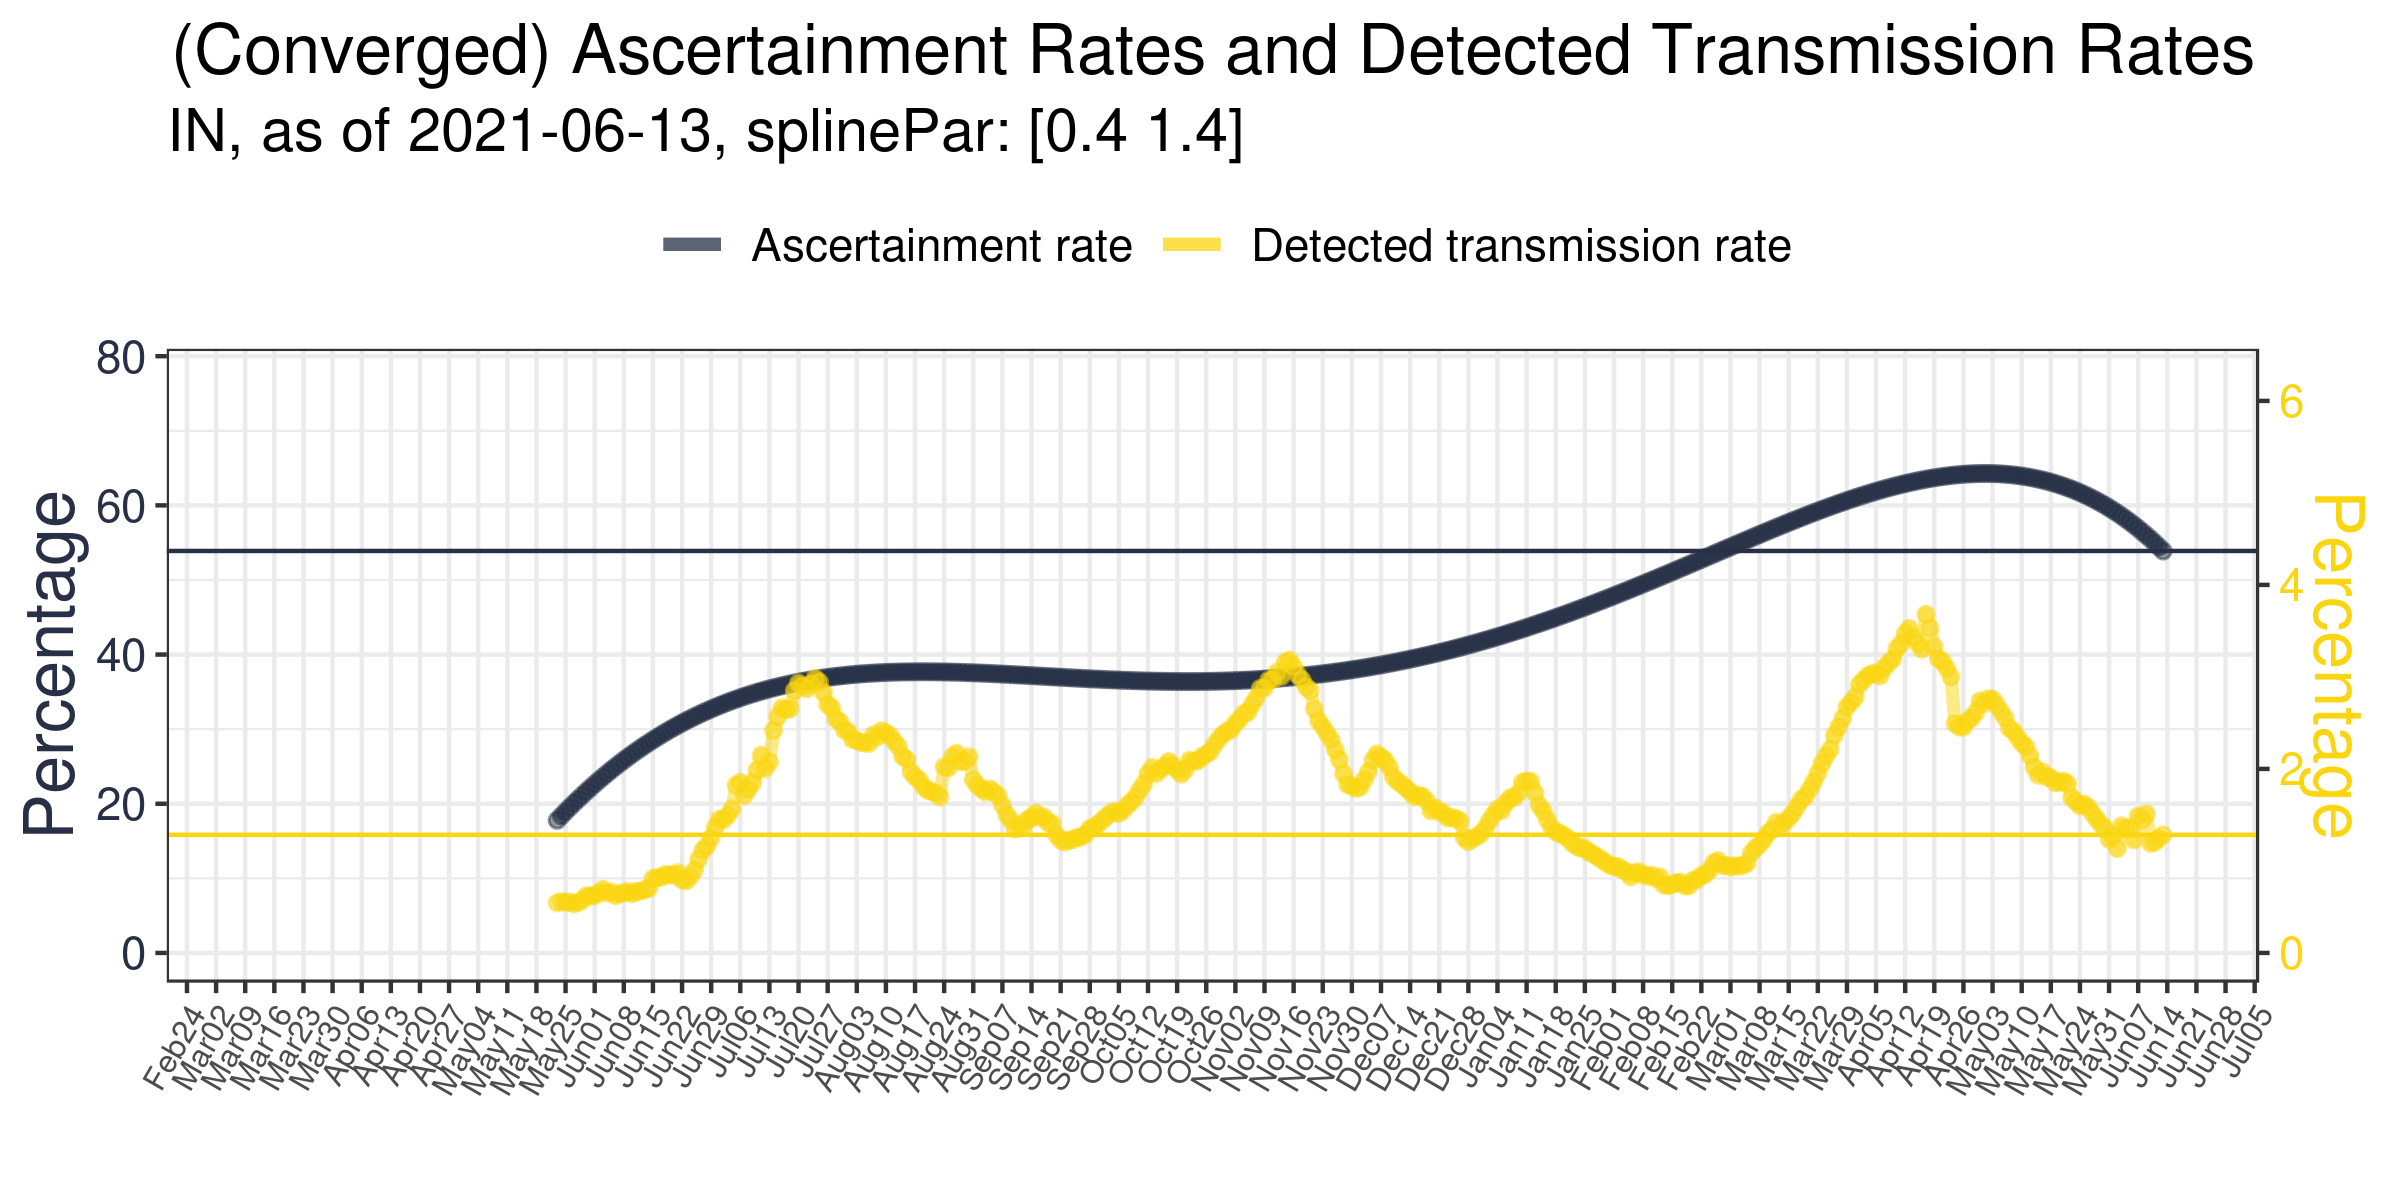 (Converged) Ascertainment Rates and Detected Transmission Rates
IN, as of 2021-06-13, splinePar: [0.4 1.4]
Ascertainment rate
Detected transmission rate
Percentage
80
60
40
20
0
6
4
2
0
Percentage
Feb24
Mar02
Mar09
Mar16
Mar23
Mar30
Apr06
Apr13
Apr20
Apr27
May04
May11
May18
May25
Jun01
Jun08
Jun15
Jun22
Jun29
Jul06
Jul13
Jul20
Jul27
Aug03
Aug10
Aug17
Aug24
Aug31
Sep07
Sep14
Sep21
Sep28
Oct05
Oct12
Oct19
Oct26
Nov02
Nov09
Nov16
Nov23
Nov30
Dec07
Dec14
Dec21
Dec28
Jan04
Jan11
Jan18
Jan25
Feb01
Feb08
Feb15
Feb22
Mar01
Mar08
Mar15
Mar22
Mar29
Apr05
Apr12
Apr19
Apr26
May03
May10
May17
May24
May31
Jun07
Jun14
Jun21
Jun28
Jul05